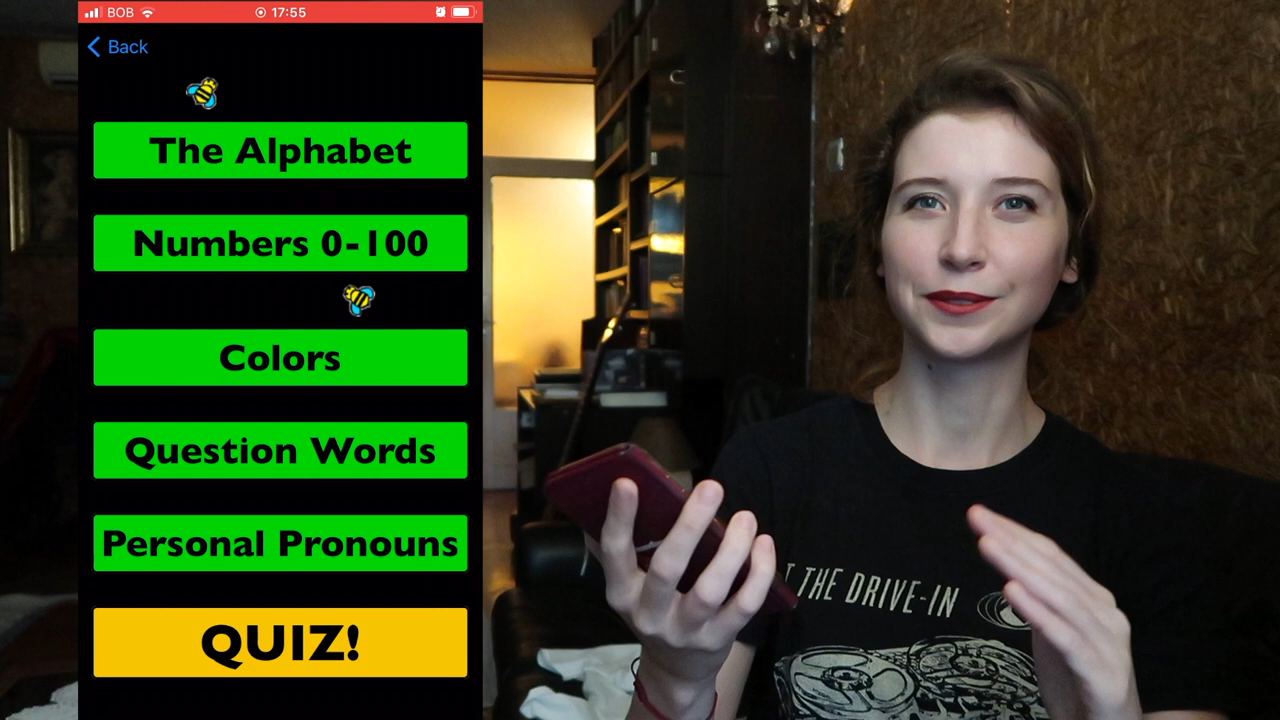 BOB
17:55
Back
The Alphabet
Numbers 0-100
Colors
Question Words
Personal Pronouns
QUIZ!
T THE DRIVE-IN